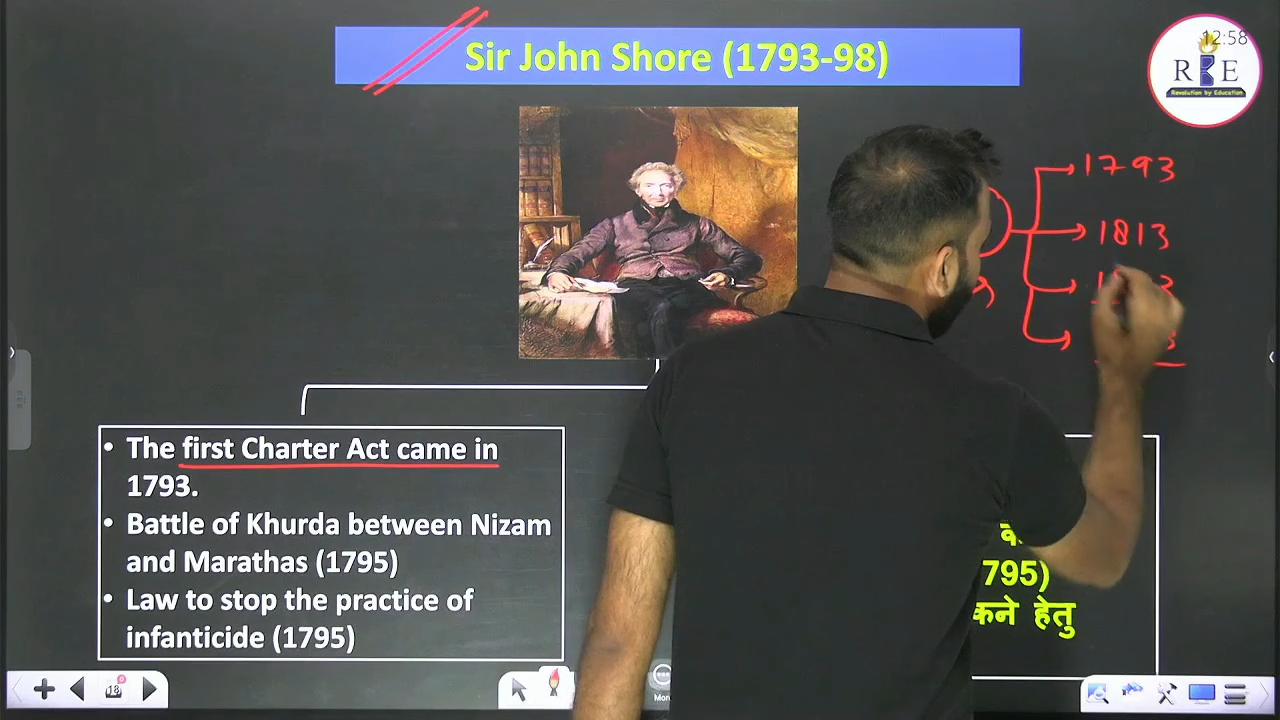 Sir John Shore (1793-98)
12:58
R E
Revolution by Education
1793
1813
• The first Charter Act came in
1793.
• Battle of Khurda between Nizam
and Marathas (1795)
• Law to stop the practice of
infanticide (1795)
795)
कने हेतु
18